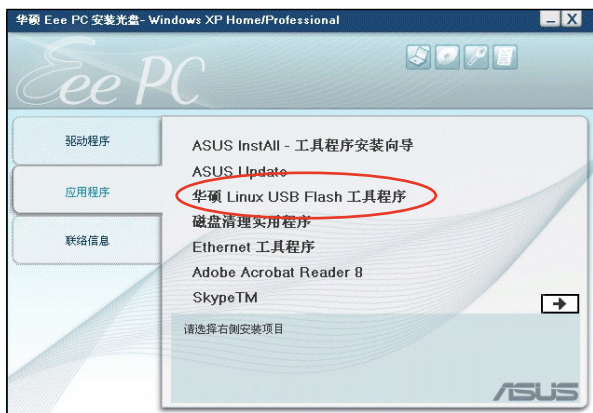 华硕 Eee PC 安装光盘- Windows XP Home/Professional
Eee PC
驱动程序
应用程序
联络信息
ASUS InstAll - 工具程序安装向导
ASUS Update
华硕 Linux USB Flash 工具程序
磁盘清理实用程序
Ethernet 工具程序
Adobe Acrobat Reader 8
SkypeTM
请选择右侧安装项目
ASUS